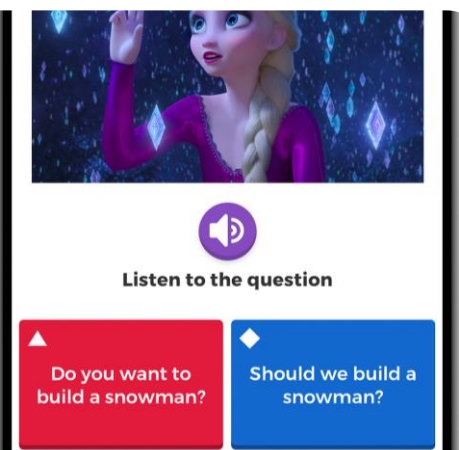 Listen to the question
Do you want to
build a snowman?
Should we build a
snowman?